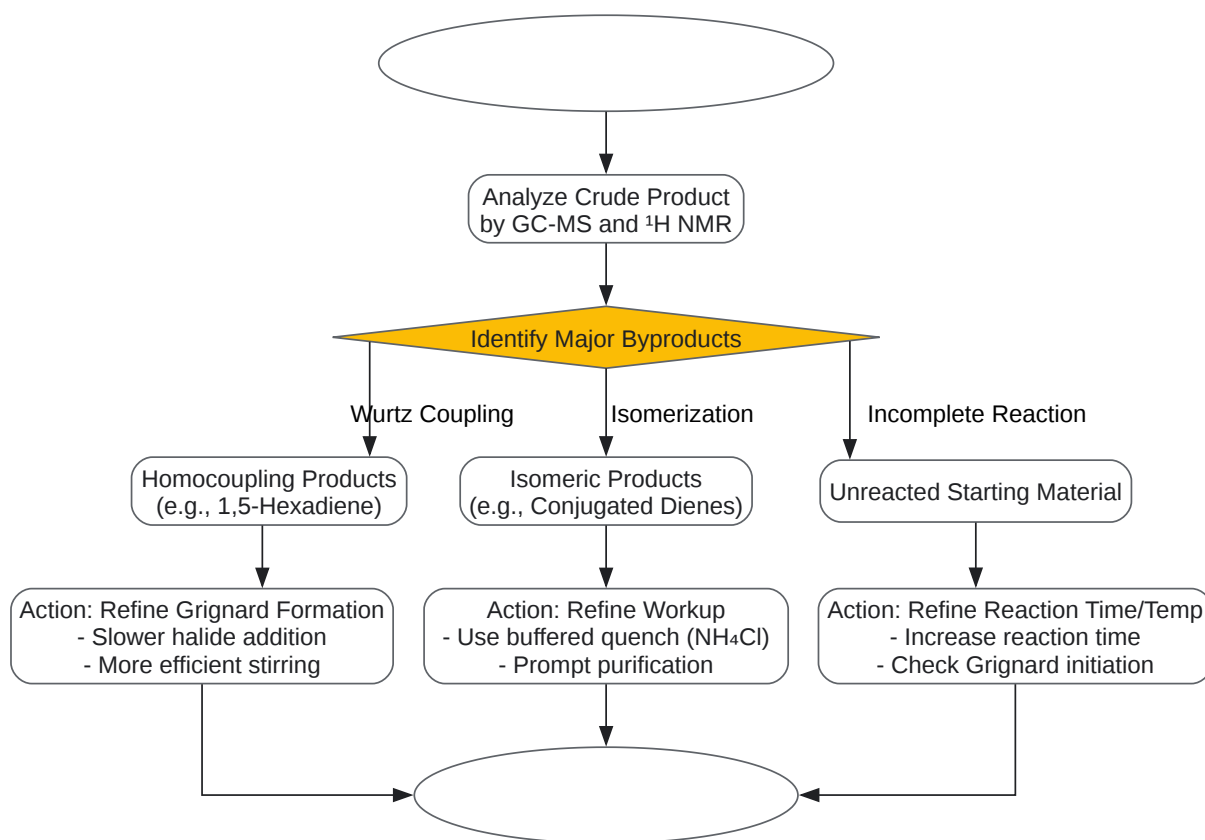 Analyze Crude Product
by GC-MS and ¹H NMR
Identify Major Byproducts
Wurtz Coupling
Isomerization
Incomplete Reaction
Homocoupling Products
(e.g., 1,5-Hexadiene)
Isomeric Products
(e.g., Conjugated Dienes)
Unreacted Starting Material
Action: Refine Grignard Formation
- Slower halide addition
- More efficient stirring
Action: Refine Workup
- Use buffered quench (NH₄Cl)
- Prompt purification
Action: Refine Reaction Time/Temp
- Increase reaction time
- Check Grignard initiation